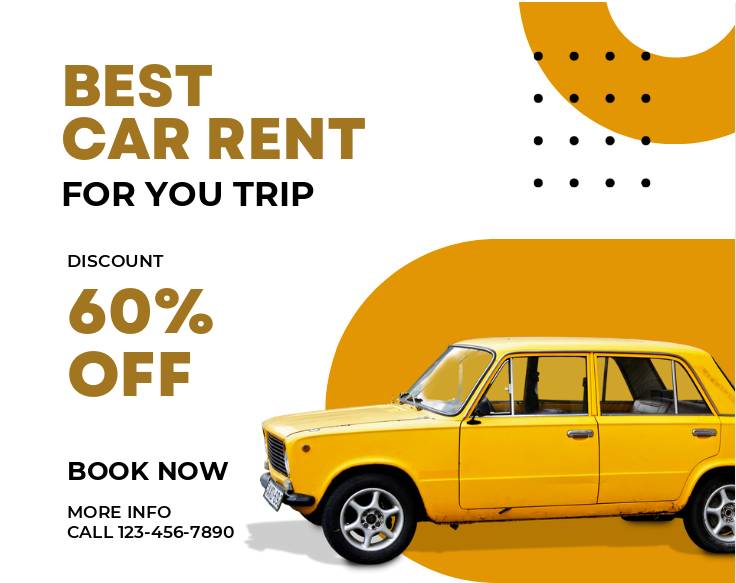 BEST
CAR RENT
FOR YOU TRIP
DISCOUNT
60%
OFF
BOOK NOW
MORE INFO
CALL 123-456-7890